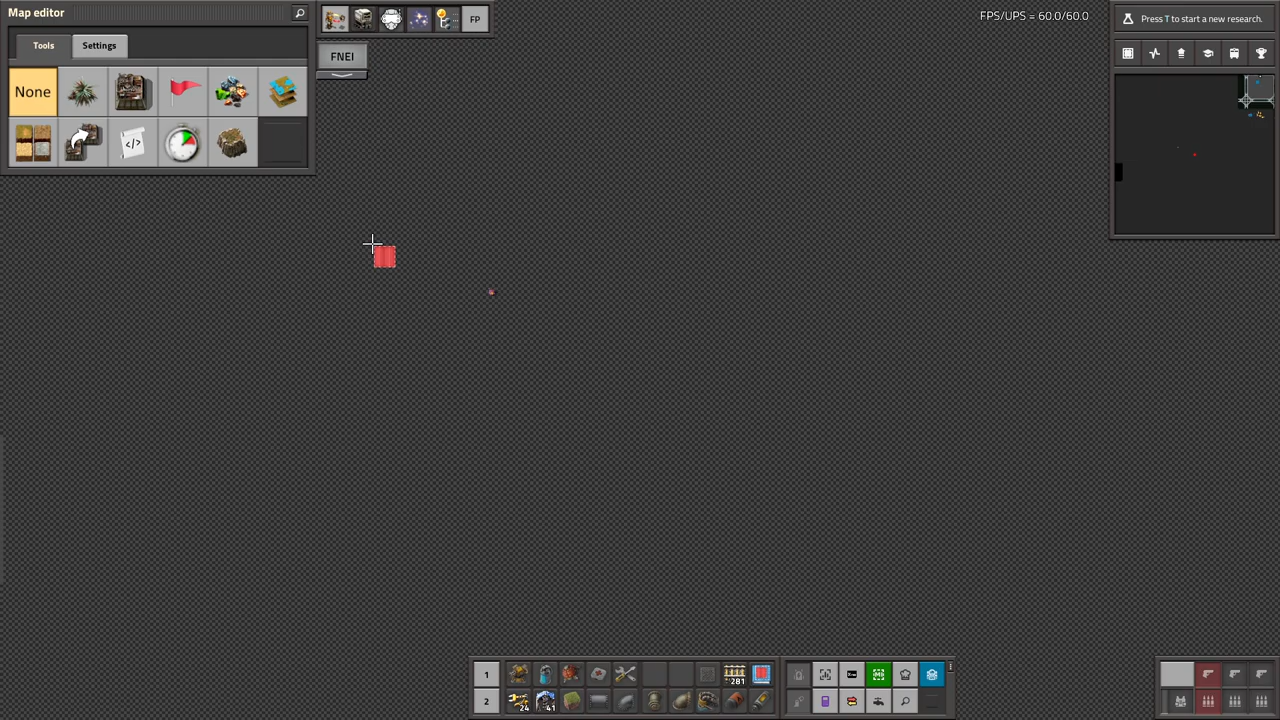 Map editor
FP
FPS/UPS = 60.0/60.0
Press T to start a new research.
Tools
Settings
FNEI
None
</>
1
281
2
24
41